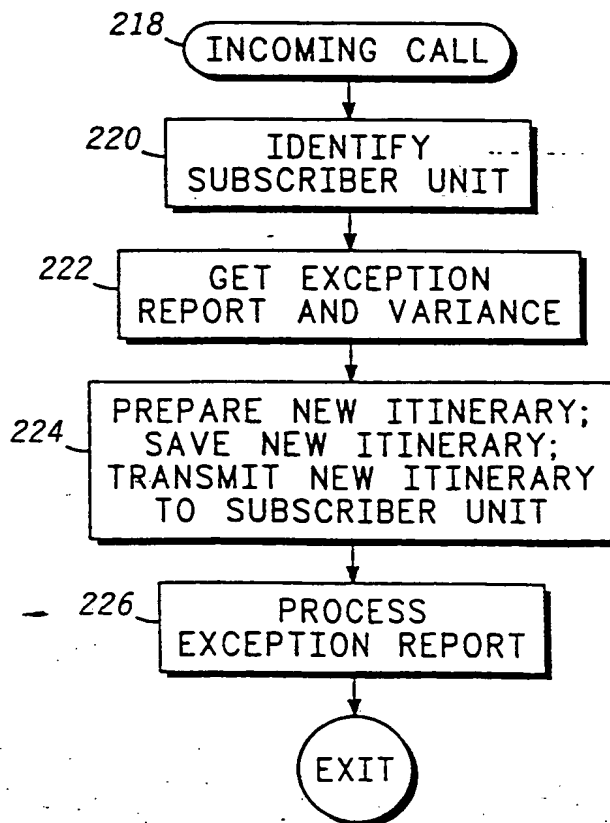 218
INCOMING CALL
220
IDENTIFY
SUBSCRIBER UNIT
222
GET EXCEPTION
REPORT AND VARIANCE
224
PREPARE NEW ITINERARY;
SAVE NEW ITINERARY;
TRANSMIT NEW ITINERARY
TO SUBSCRIBER UNIT
226
PROCESS
EXCEPTION REPORT
EXIT